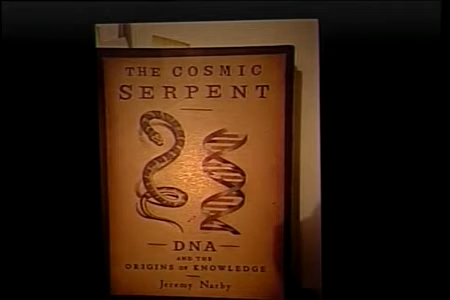 THE COSMIC
SERPENT
DNA
AND THE
ORIGINS OF KNOWLEDGE
Jeremy Narby